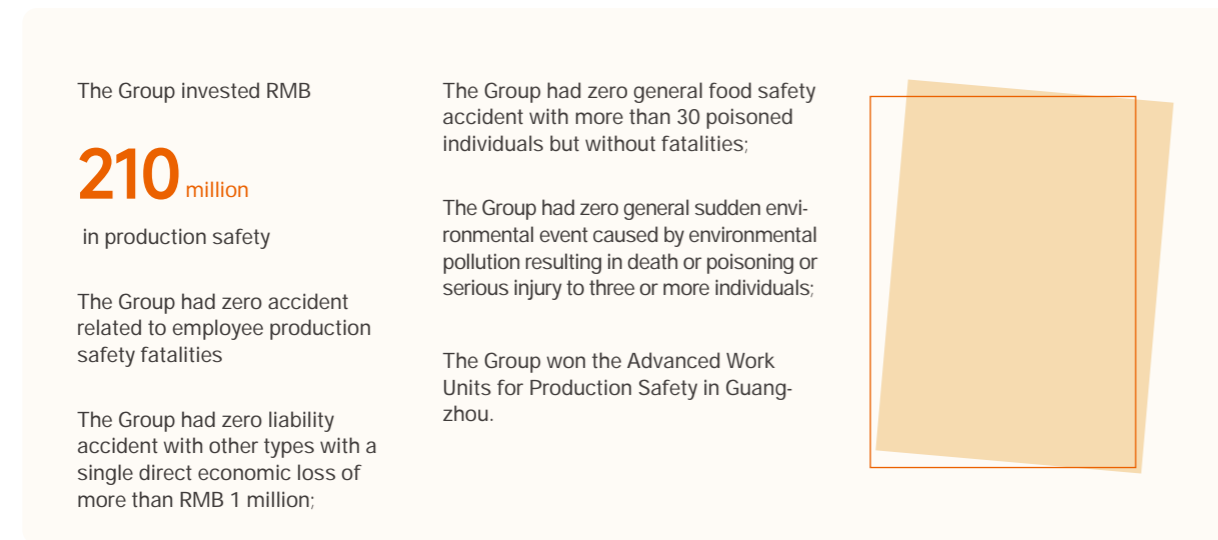 The Group invested RMB
210 million
in production safety
The Group had zero accident
related to employee production
safety fatalities
The Group had zero liability
accident with other types with a
single direct economic loss of
more than RMB 1 million;
The Group had zero general food safety
accident with more than 30 poisoned
individuals but without fatalities;
The Group had zero general sudden envi-
ronmental event caused by environmental
pollution resulting in death or poisoning or
serious injury to three or more individuals;
The Group won the Advanced Work
Units for Production Safety in Guang-
zhou.